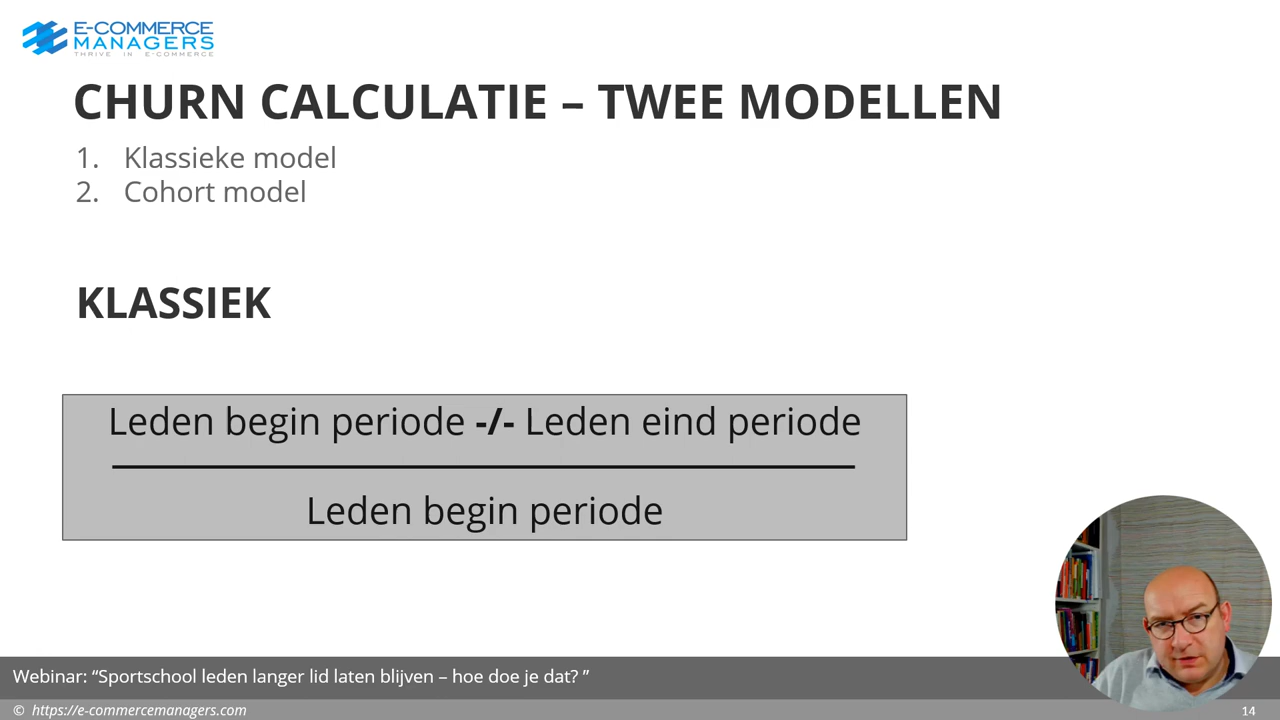 E-COMMERCE
MANAGERS
THRIVE IN E-COMMERCE
CHURN CALCULATIE – TWEE MODELLEN
1. Klassieke model
2. Cohort model
KLASSIEK
Leden begin periode -/- Leden eind periode
Leden begin periode
Webinar: “Sportschool leden langer lid laten blijven – hoe doe je dat? ”
© https://e-commercemanagers.com
14